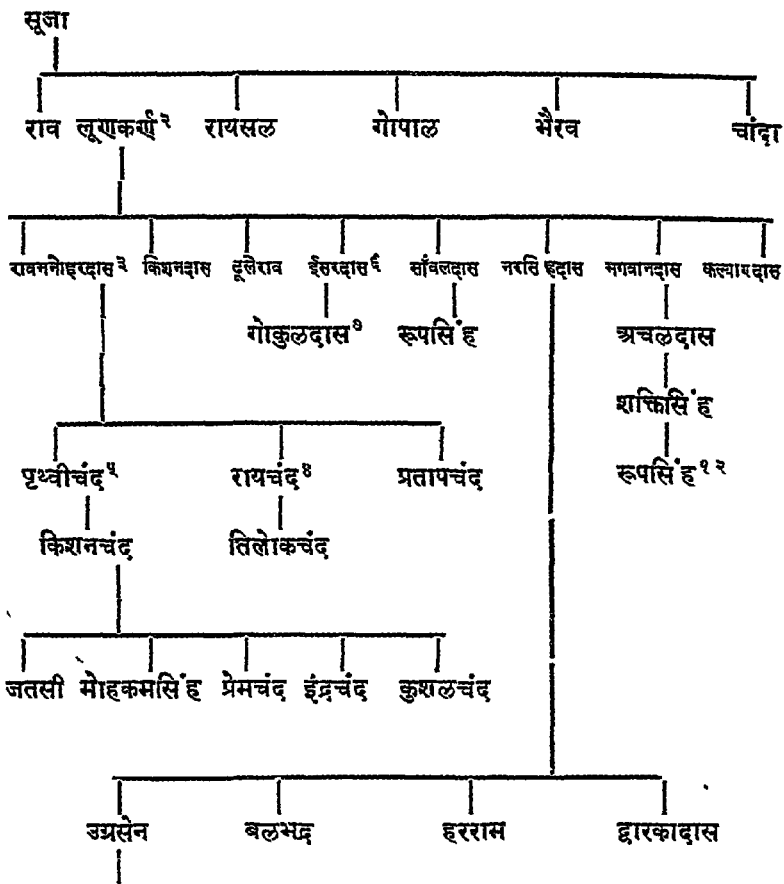 सूजा
राव लूणकर्ण२ रायसल गोपाल भैरव चांदा
रावमनोहरदास३ किशनदास दूलेराव ईसरदास६ साँवलदास नरसिंहदास भगवानदास कल्याणदास
गोकुलदास७ रूपसिंह अचलदास
शक्तिसिंह
पृथ्वीचंद५ रायचंद४ प्रतापचंद रूपसिंह१२
किशनचंद तिलोकचंद
जतसी मोहकमसिंह प्रेमचंद इंद्रचंद कुशलचंद
उग्रसेन बलभद्र हरराम द्वारकादास